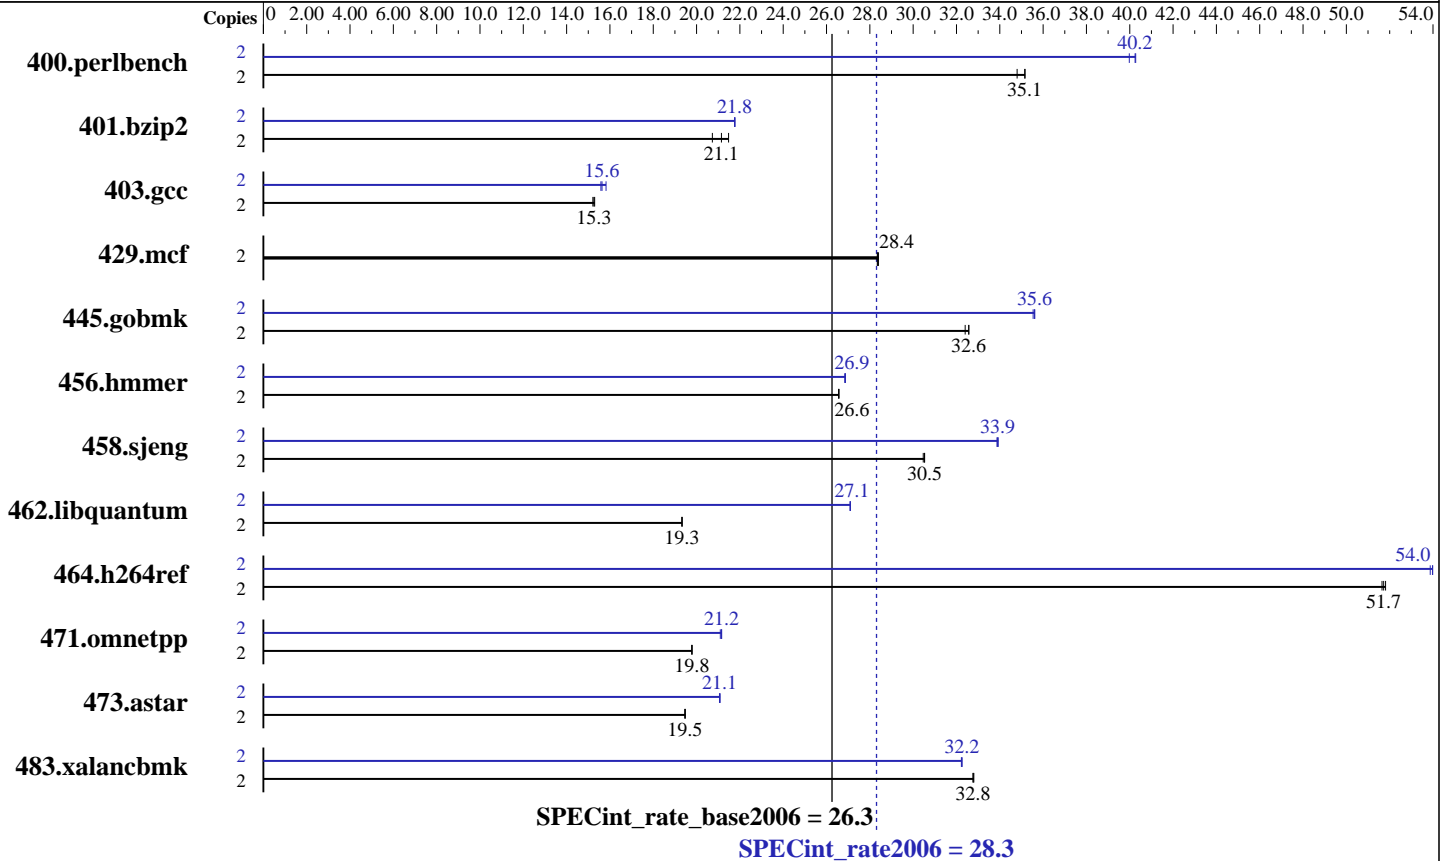 Copies 0 2.00 4.00 6.00 8.00 10.0 12.0 14.0 16.0 18.0 20.0 22.0 24.0 26.0 28.0 30.0 32.0 34.0 36.0 38.0 40.0 42.0 44.0 46.0 48.0 50.0 54.0
400.perlbench 2 40.2
2 35.1
401.bzip2 2 21.8
2 21.1
403.gcc 2 15.6
2 15.3
429.mcf 2 28.4
445.gobmk 2 35.6
2 32.6
456.hmmer 2 26.9
2 26.6
458.sjeng 2 33.9
2 30.5
462.libquantum 2 27.1
2 19.3
464.h264ref 2 54.0
2 51.7
471.omnetpp 2 21.2
2 19.8
473.astar 2 21.1
2 19.5
483.xalancbmk 2 32.2
2 32.8
SPECint_rate_base2006 = 26.3
SPECint_rate2006 = 28.3